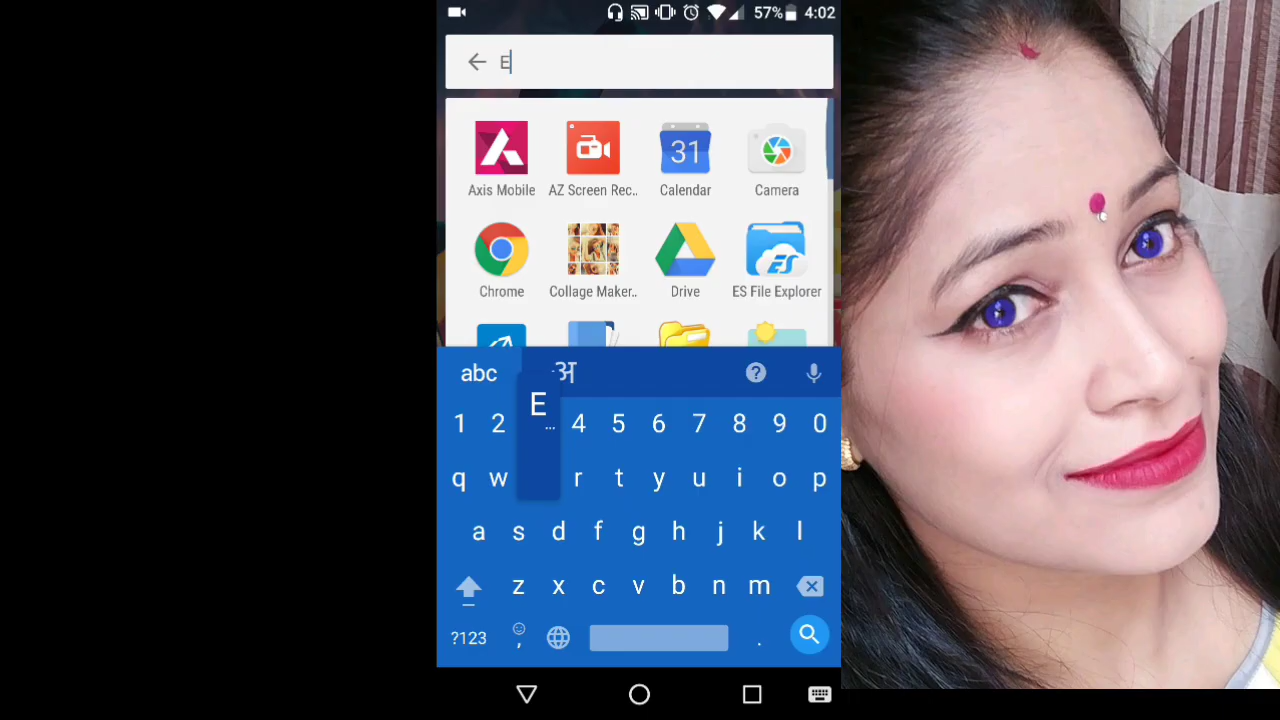 57% 4:02
E
Axis Mobile AZ Screen Rec.. Calendar Camera
31
Chrome Collage Maker.. Drive ES File Explorer
ES
abc अ ?
E
...
1 2 4 5 6 7 8 9 0
q w r t y u i o p
a s d f g h j k l
z x c v b n m
?123 , .